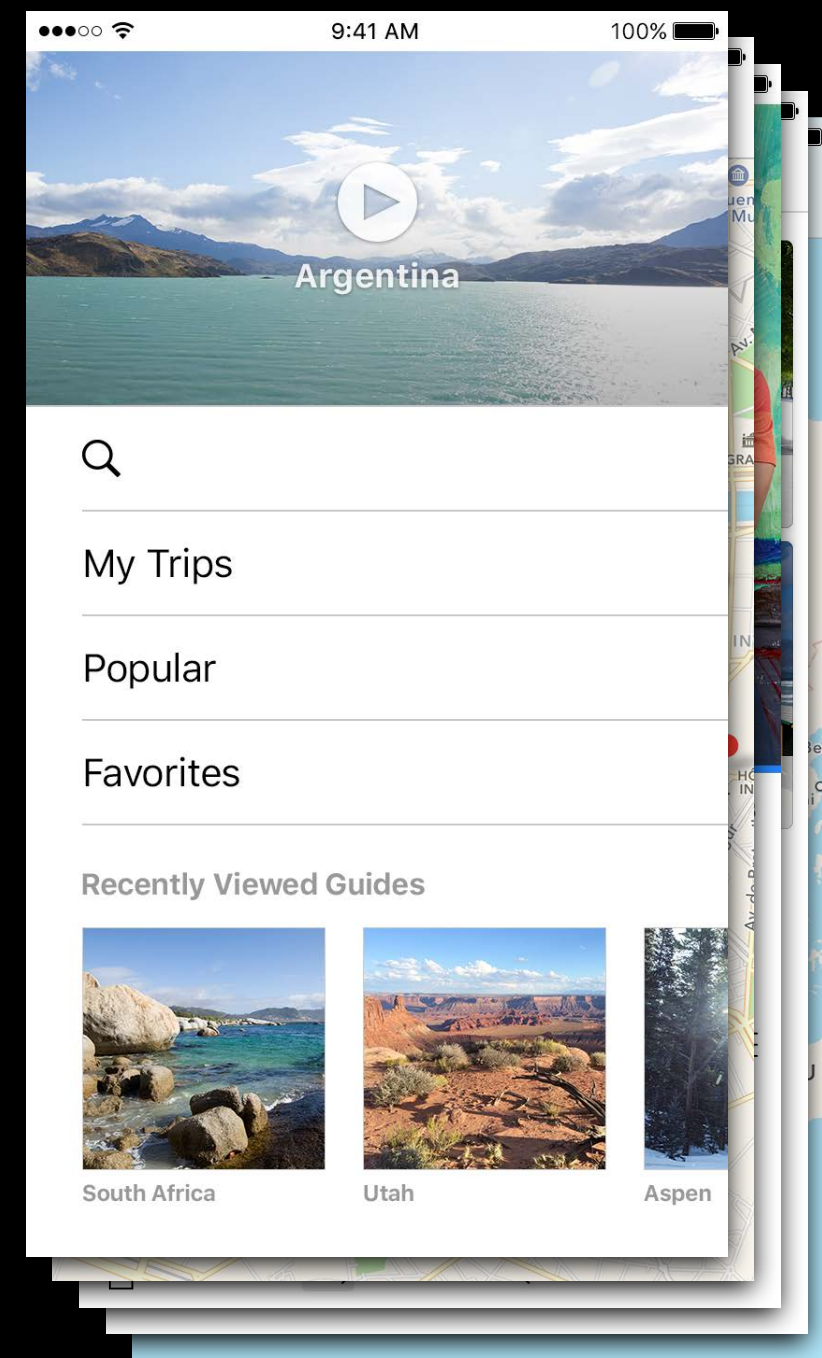 9:41 AM
100%
Argentina
My Trips
Popular
Favorites
Recently Viewed Guides
South Africa
Utah
Aspen